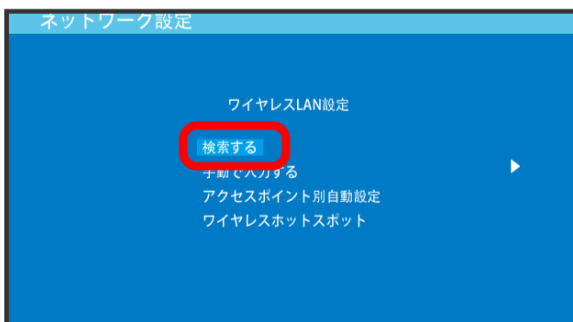 ネットワーク設定
ワイヤレスLAN設定
検索する
手動で入力する
アクセスポイント別自動設定
ワイヤレスホットスポット